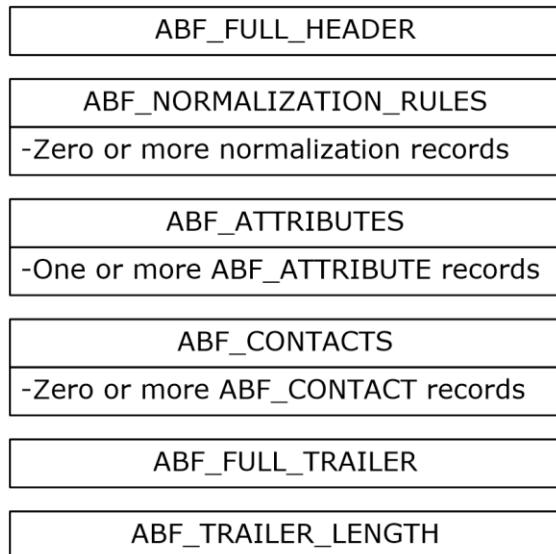 ABF_FULL_HEADER
ABF_NORMALIZATION_RULES
-Zero or more normalization records
ABF_ATTRIBUTES
-One or more ABF_ATTRIBUTE records
ABF_CONTACTS
-Zero or more ABF_CONTACT records
ABF_FULL_TRAILER
ABF_TRAILER_LENGTH